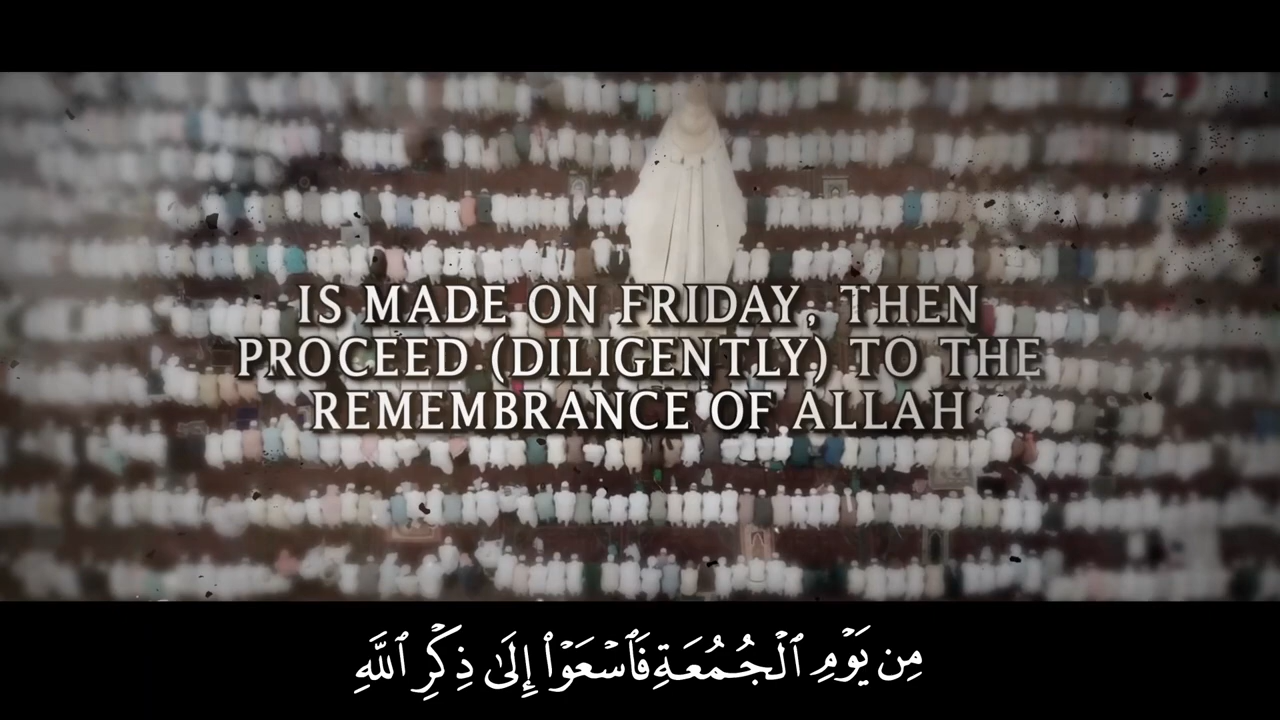 IS MADE ON FRIDAY, THEN
PROCEED (DILIGENTLY) TO THE
REMEMBRANCE OF ALLAH
مِن يَوْمِ ٱلْجُمُعَةِ فَٱسْعَوْا۟ إِلَىٰ ذِكْرِ ٱللَّهِ